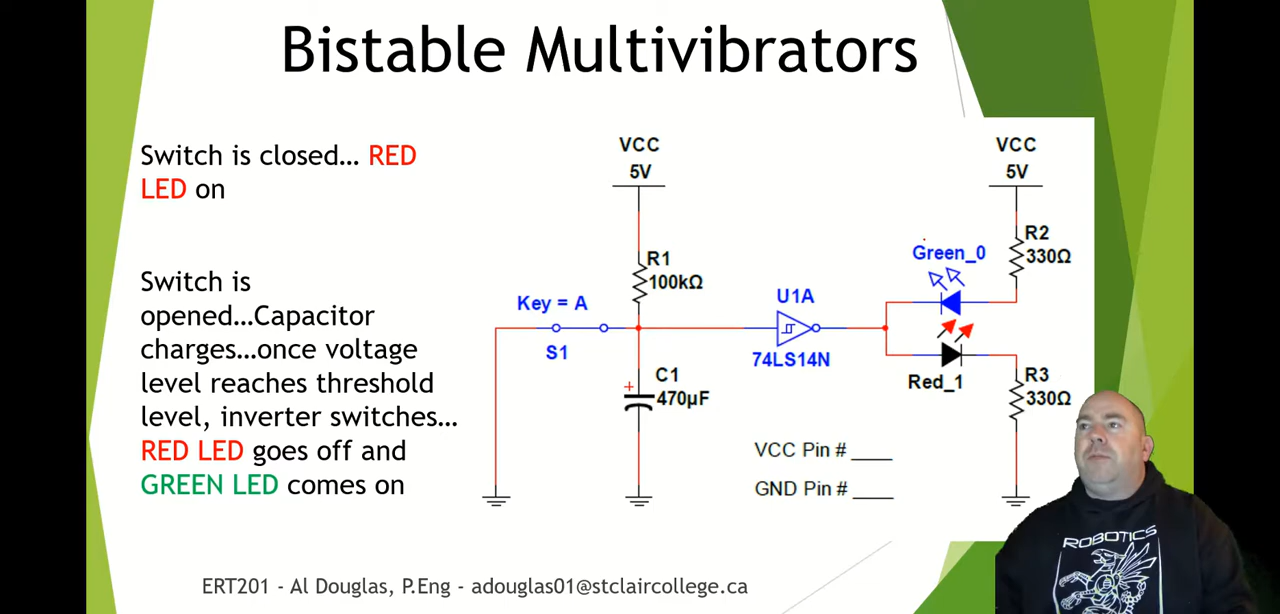 Bistable Multivibrators
Switch is closed... RED
LED on
Switch is
opened...Capacitor
charges...once voltage
level reaches threshold
level, inverter switches...
RED LED goes off and
GREEN LED comes on
VCC
5V
R1
100kΩ
Key = A
S1
C1
+
470µF
U1A
74LS14N
VCC
5V
R2
330Ω
Green_0
Red_1
R3
330Ω
VCC Pin # ____
GND Pin # ____
ROBOTICS
ERT201 - Al Douglas, P.Eng - adouglas01@stclaircollege.ca